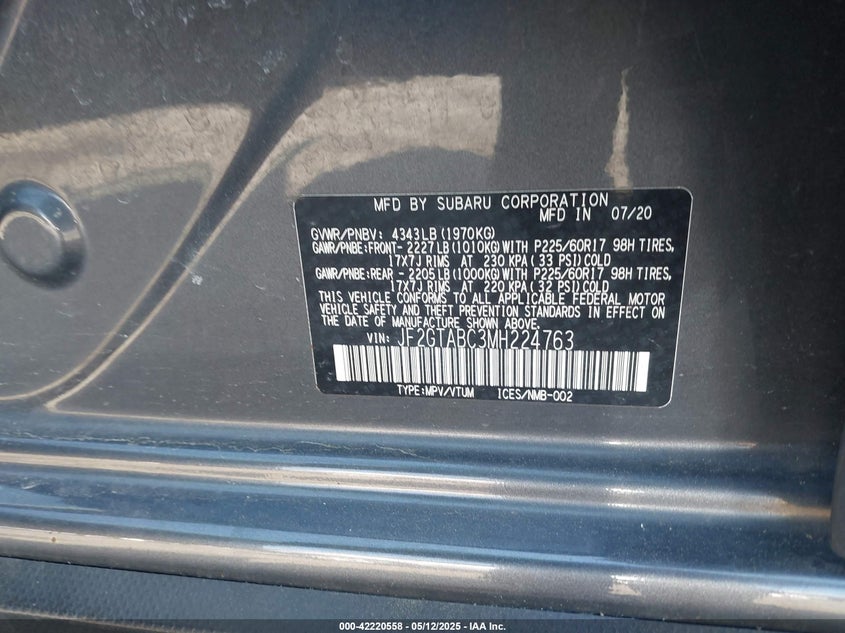 MFD BY SUBARU CORPORATION
MFD IN 07/20
GVWR/PNBV: 4343LB (1970KG)
GAWR/PNBE:FRONT- 2227LB (1010KG) WITH P225/60R17 98H TIRES,
17X7J RIMS AT 230 KPA ( 33 PSI) COLD
GAWR/PNBE:REAR - 2205LB (1000KG) WITH P225/60R17 98H TIRES,
17X7J RIMS AT 220 KPA (32 PSI) COLD
THIS VEHICLE CONFORMS TO ALL APPLICABLE FEDERAL MOTOR
VEHICLE SAFETY AND THEFT PREVENTION STANDARDS IN EFFECT
ON THE DATE OF MANUFACTURE SHOWN ABOVE.
VIN: JF2GTABC3MH224763
TYPE:MPV/VTUM ICES/NMB-002
000-42220558 - 05/12/2025 - IAA Inc.